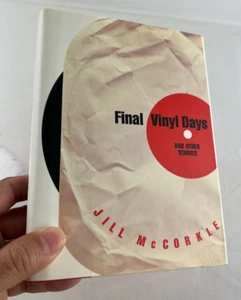 Final Vinyl Days
AND OTHER
STORIES
JILL McCORKLE